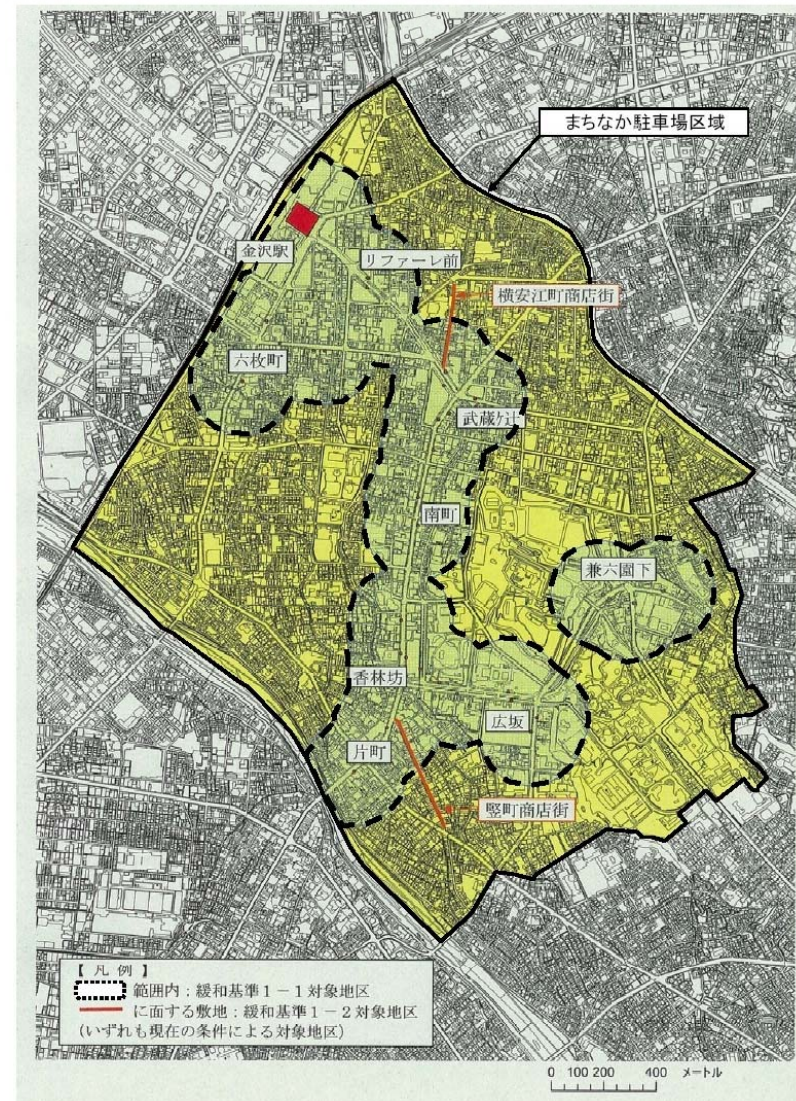 まちなか駐車場区域
金沢駅
リファーレ前
横安江町商店街
六枚町
武蔵ヶ辻
南町
兼六園下
香林坊
広坂
片町
竪町商店街
【 凡 例 】
範囲内：緩和基準１－１対象地区
に面する敷地：緩和基準１－２対象地区
(いずれも現在の条件による対象地区)
0 100 200 400 メートル